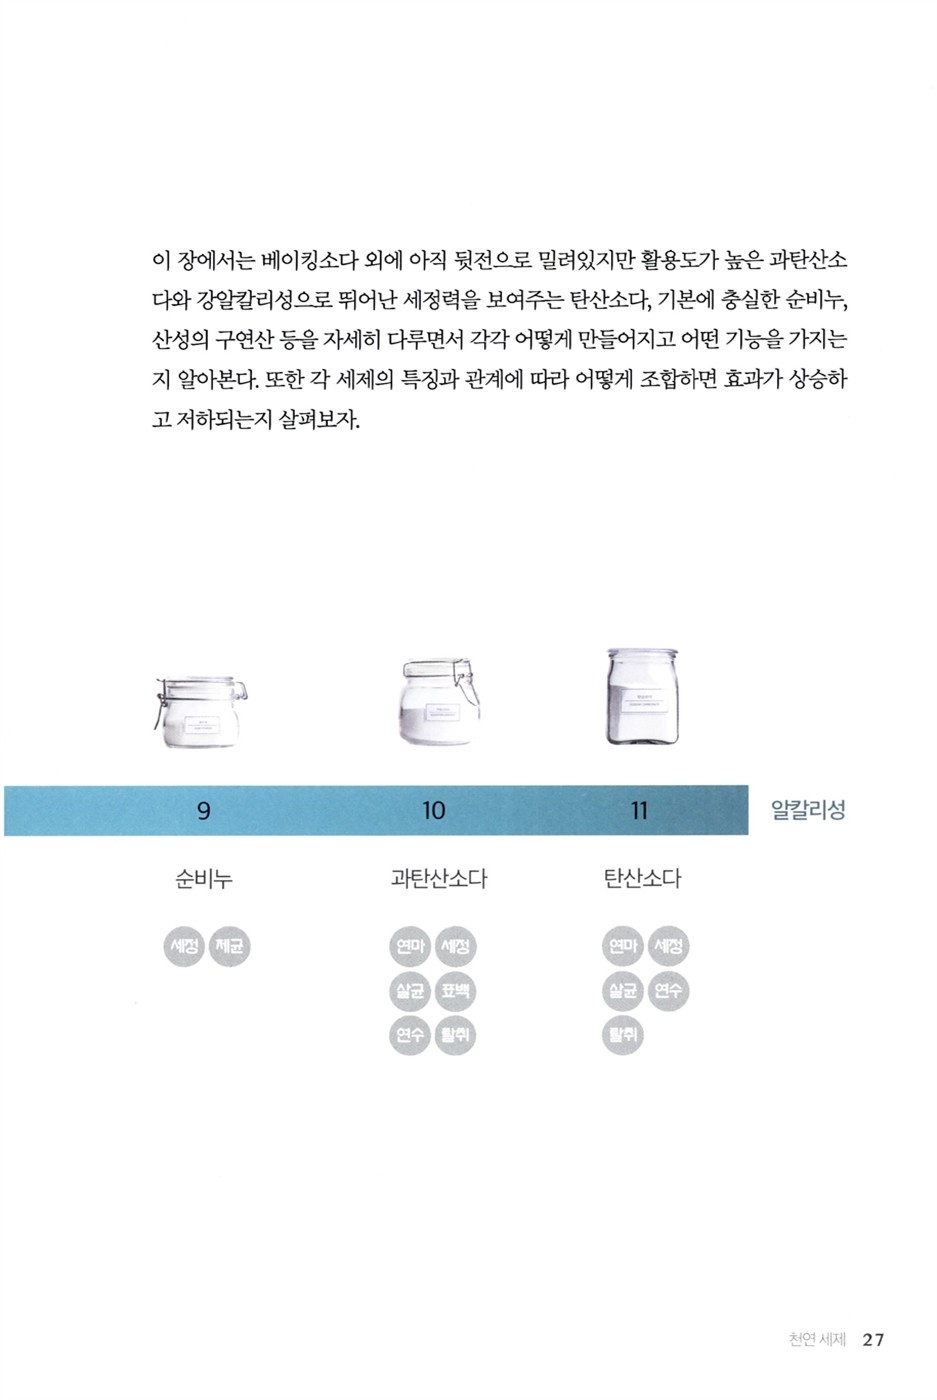 이 장에서는 베이킹소다 외에 아직 뒷전으로 밀려있지만 활용도가 높은 과탄산소
다와 강알칼리성으로 뛰어난 세정력을 보여주는 탄산소다, 기본에 충실한 순비누,
산성의 구연산 등을 자세히 다루면서 각각 어떻게 만들어지고 어떤 기능을 가지는
지 알아본다. 또한 각 세제의 특징과 관계에 따라 어떻게 조합하면 효과가 상승하
고 저하되는지 살펴보자.
9 10 11 알칼리성
순비누 과탄산소다 탄산소다
세정 제균 연마 세정 연마 세정
살균 표백 살균 연수
연수 탈취 탈취
천연 세제 27